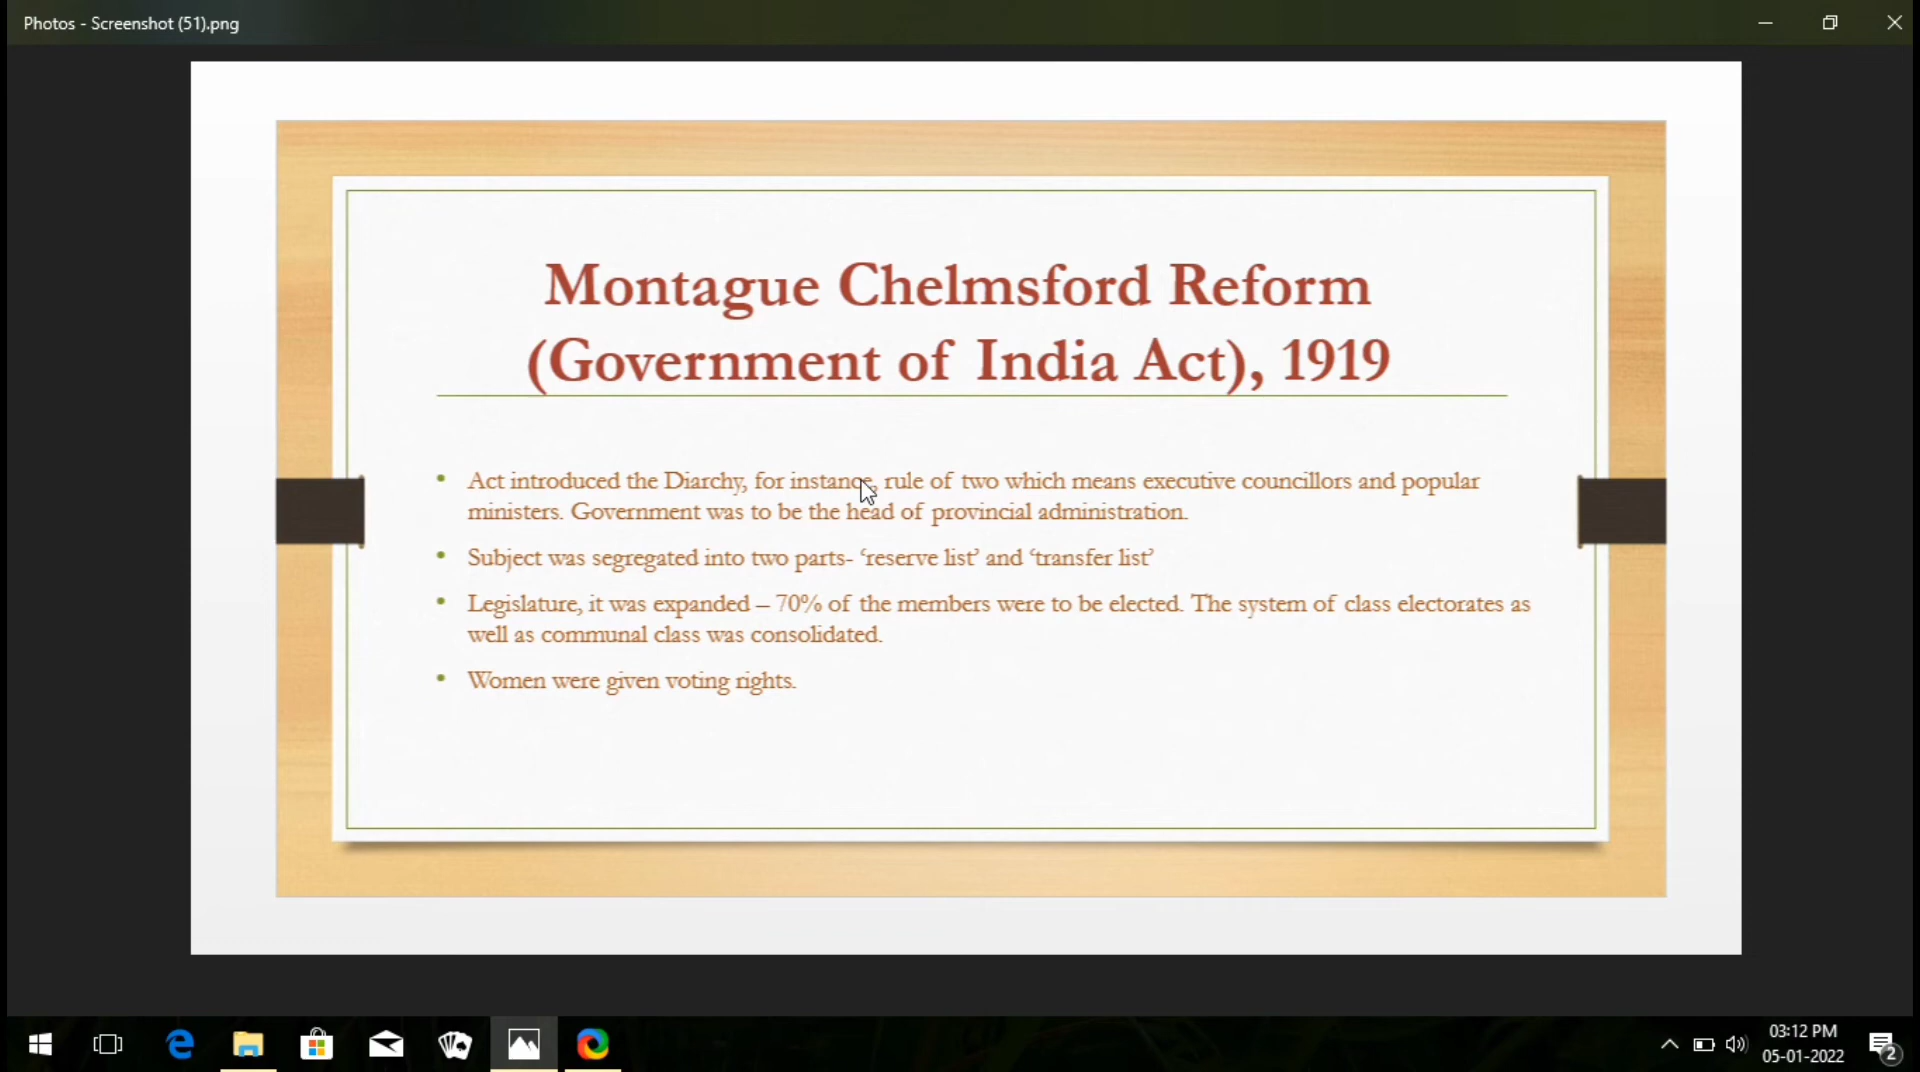 Photos - Screenshot (51).png
Montague Chelmsford Reform
(Government of India Act), 1919
• Act introduced the Diarchy, for instance, rule of two which means executive councillors and popular
ministers. Government was to be the head of provincial administration.
• Subject was segregated into two parts- ‘reserve list’ and ‘transfer list’
• Legislature, it was expanded – 70% of the members were to be elected. The system of class electorates as
well as communal class was consolidated.
• Women were given voting rights.
03:12 PM
05-01-2022
2